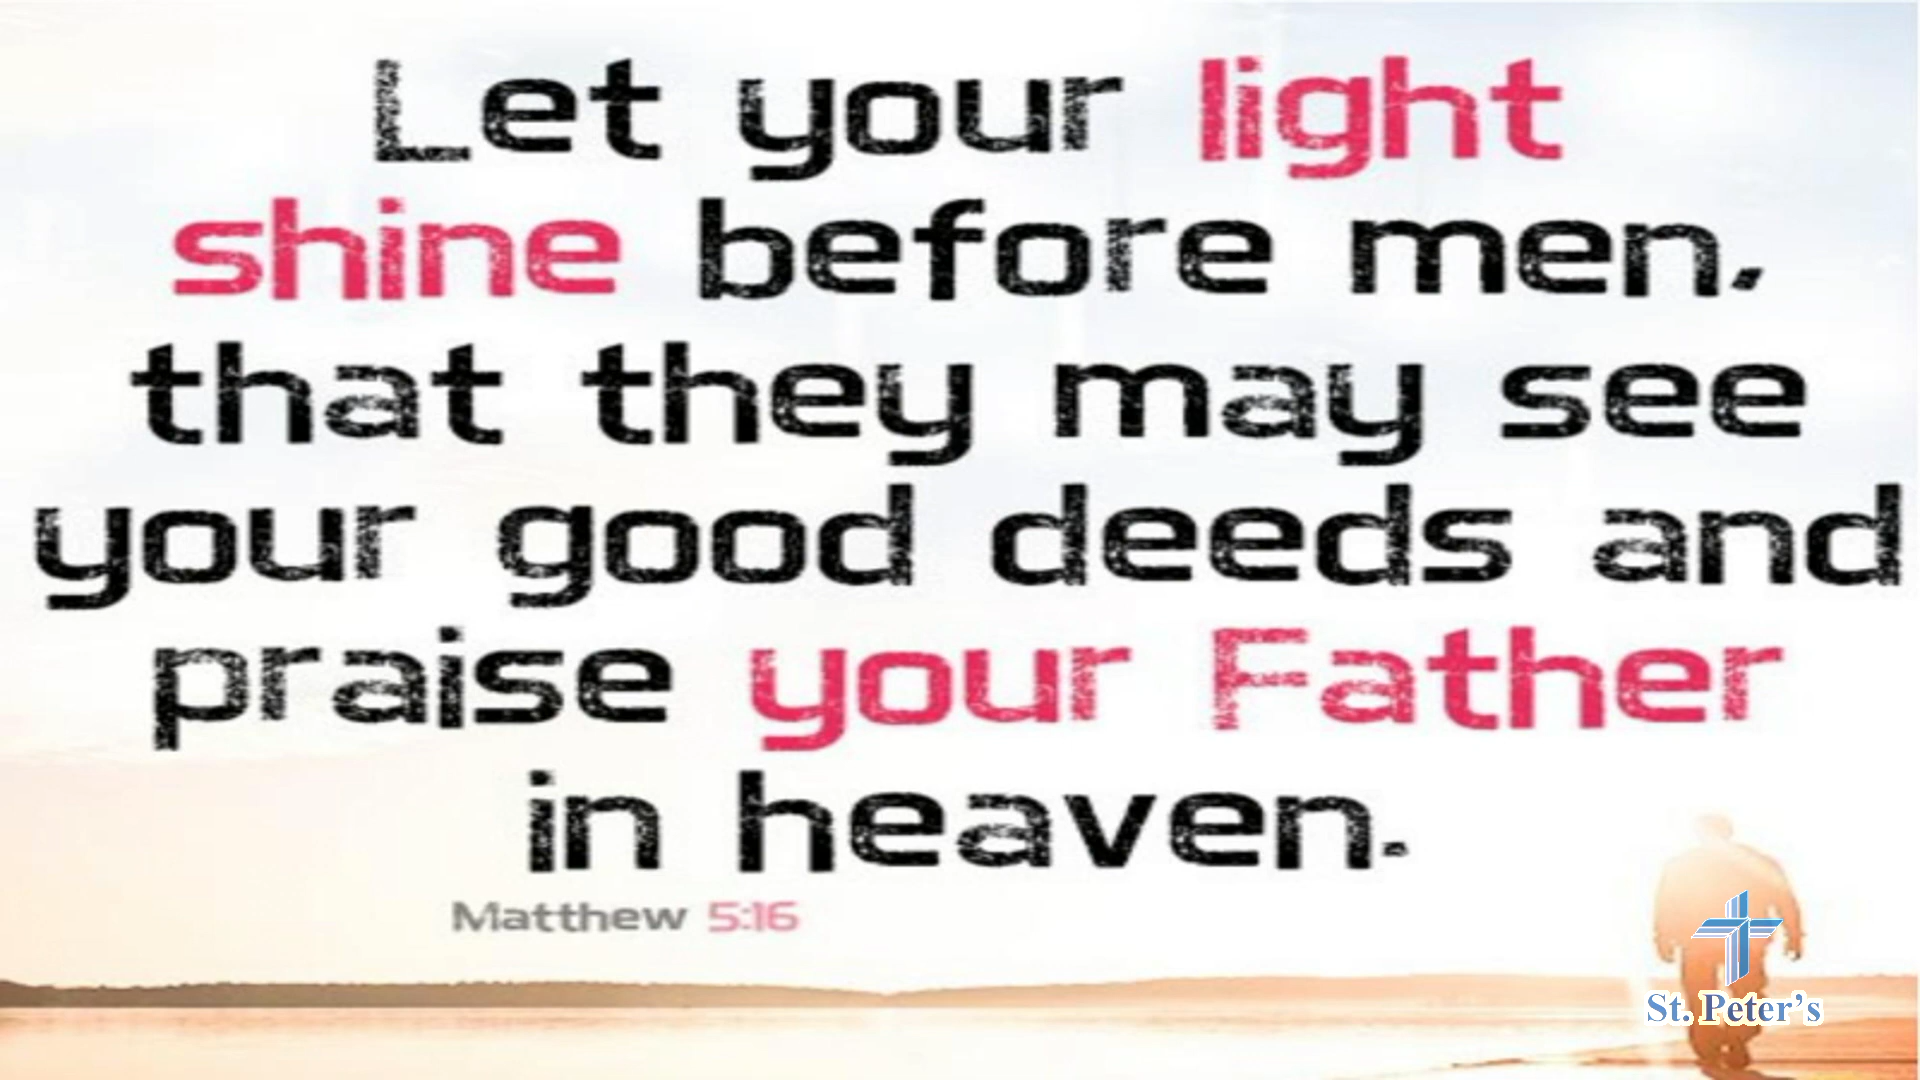 Let your light
shine before men,
that they may see
your good deeds and
praise your Father
in heaven.
Matthew 5:16
St. Peter's